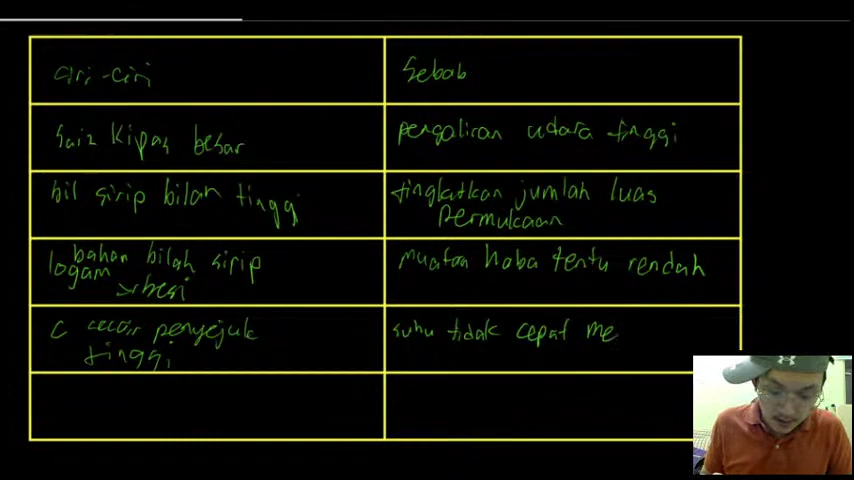 ciri-ciri
Sebab
saiz kipas besar
pengaliran udara tinggi
bil sirip bilah tinggi
tingkatkan jumlah luas
permukaan
bahan bilah sirip
logam
besi
muatan haba tentu rendah
c cecair penyejuk
tinggi
suhu tidak cepat me